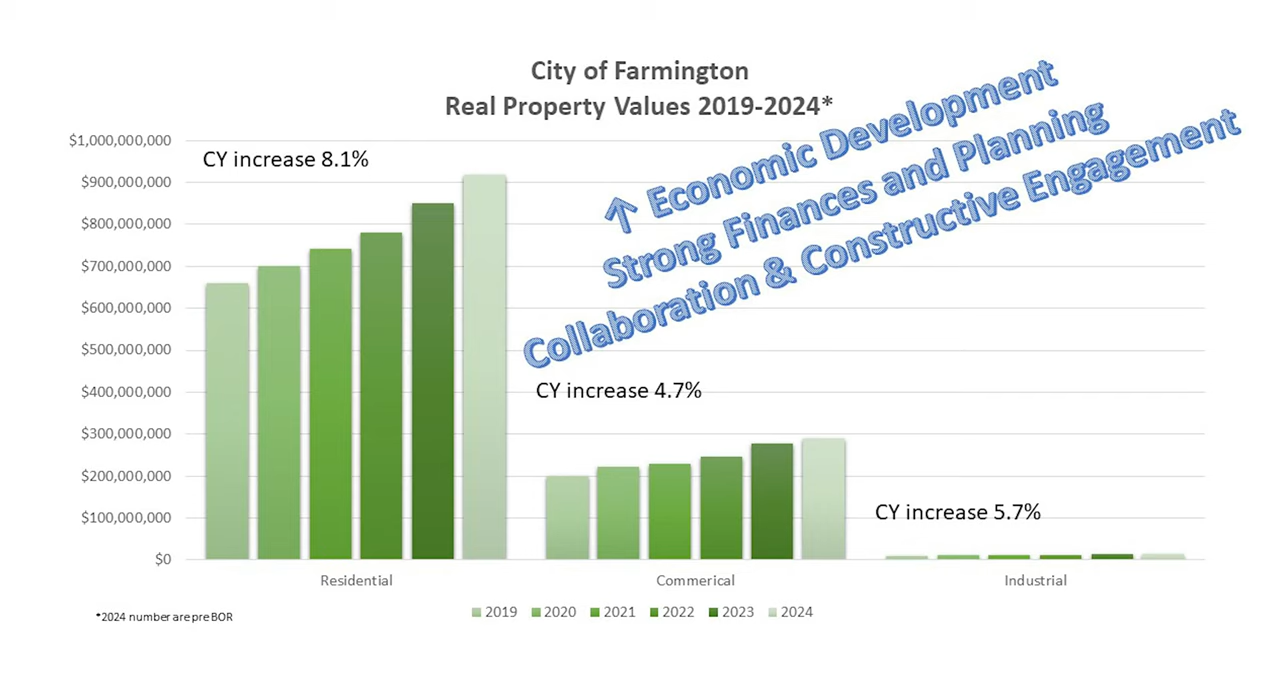 City of Farmington
Real Property Values 2019-2024*
↑ Economic Development
Strong Finances and Planning
Collaboration & Constructive Engagement
$1,000,000,000
$900,000,000
$800,000,000
$700,000,000
$600,000,000
$500,000,000
$400,000,000
$300,000,000
$200,000,000
$100,000,000
$0
CY increase 8.1%
CY increase 4.7%
CY increase 5.7%
Residential
Commerical
Industrial
2019 2020 2021 2022 2023 2024
*2024 number are pre BOR